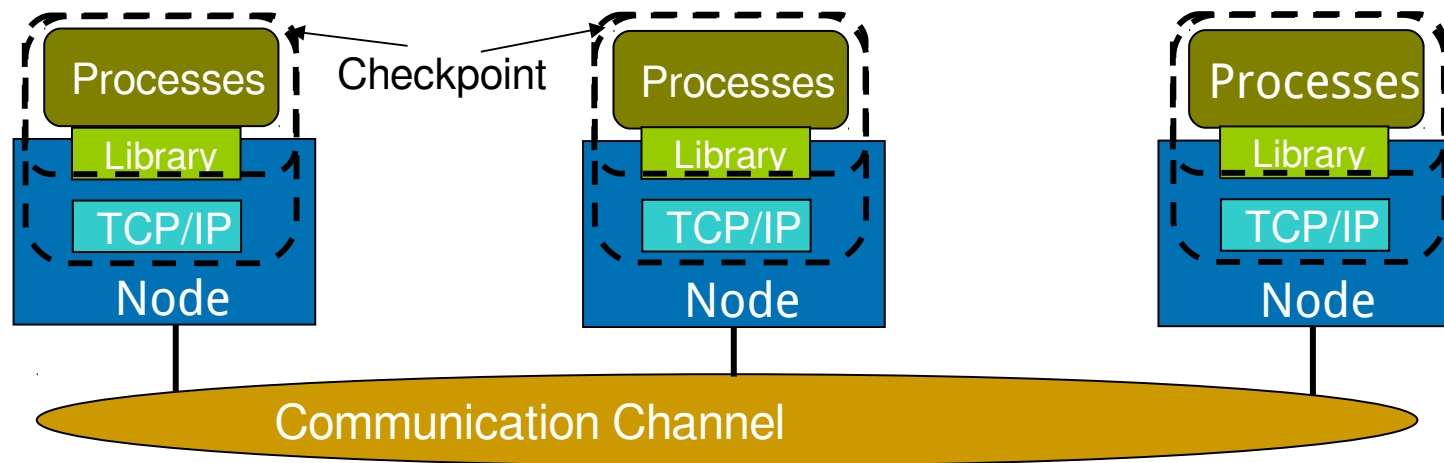 Processes
Checkpoint
Processes
Processes
Library
Library
Library
TCP/IP
TCP/IP
TCP/IP
Node
Node
Node
Communication Channel